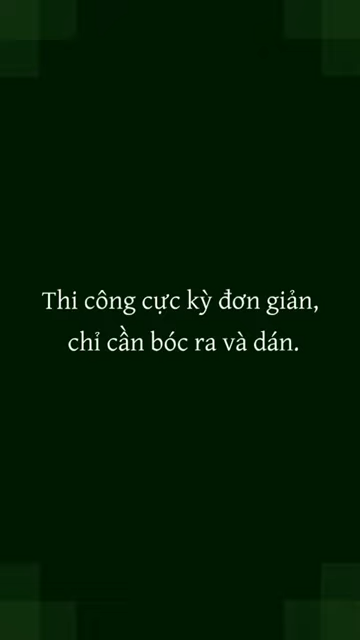 Thi công cực kỳ đơn giản,
chỉ cần bóc ra và dán.